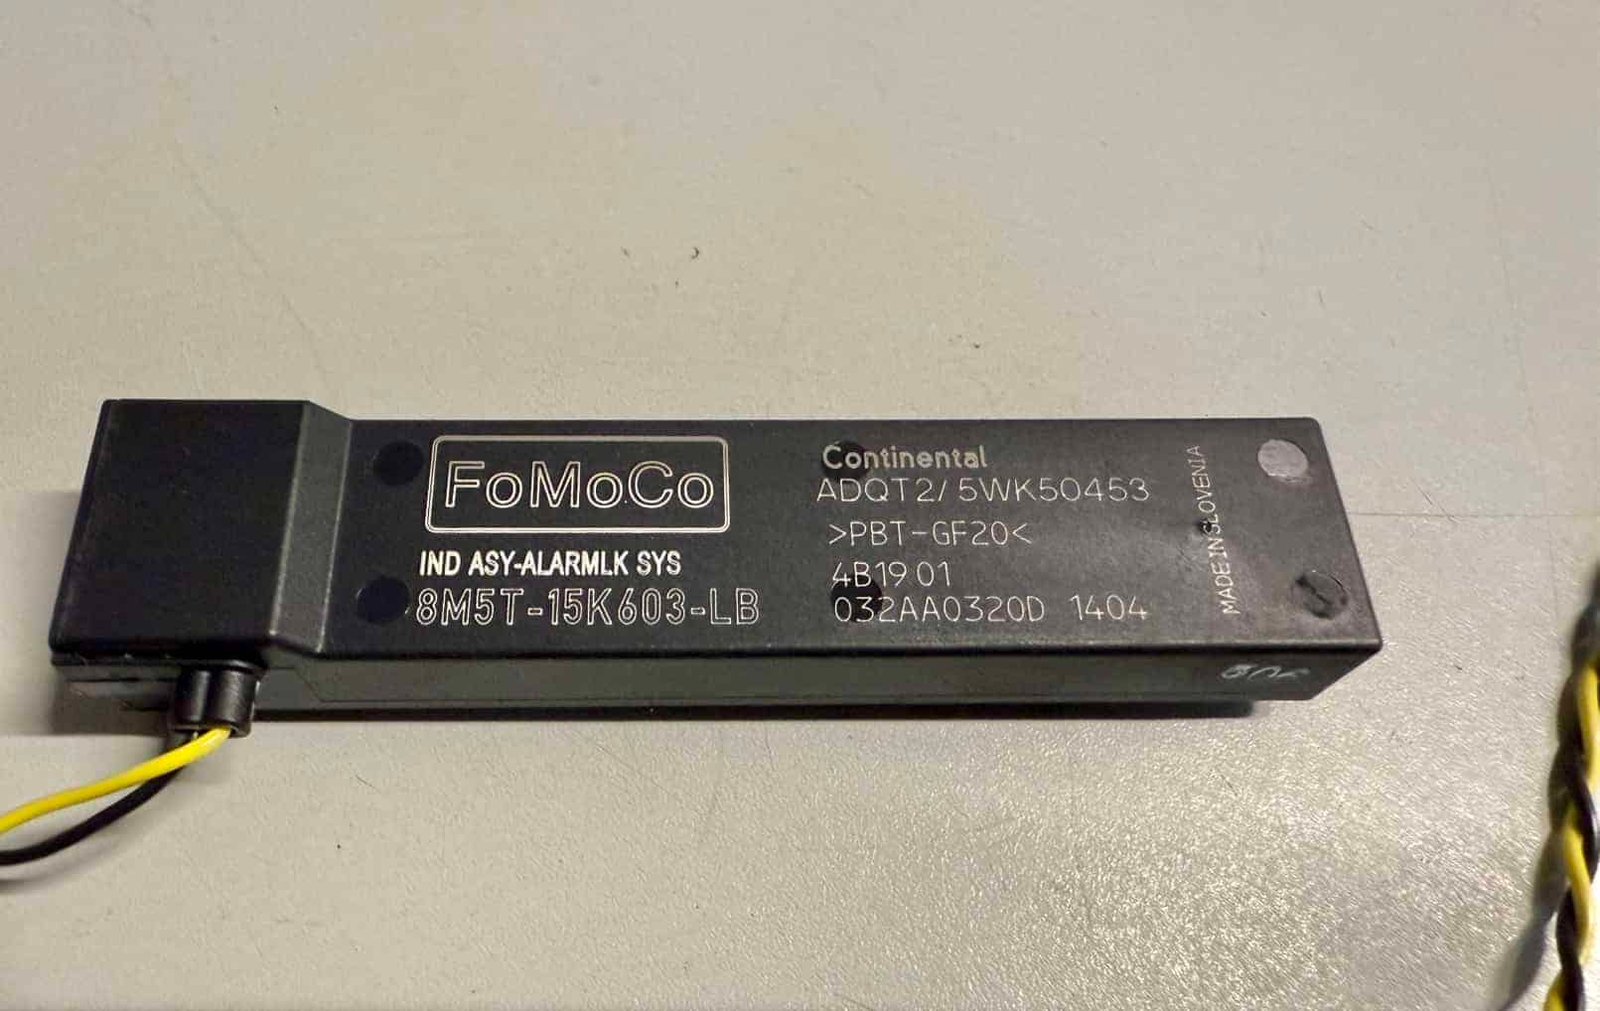 FoMoCo
IND ASY-ALARMLK SYS
8M5T-15K603-LB
Continental
ADQT2/5WK50453
>PBT-GF20<
4B19 01
032AA0320D 1404
MADE IN SLOVENIA